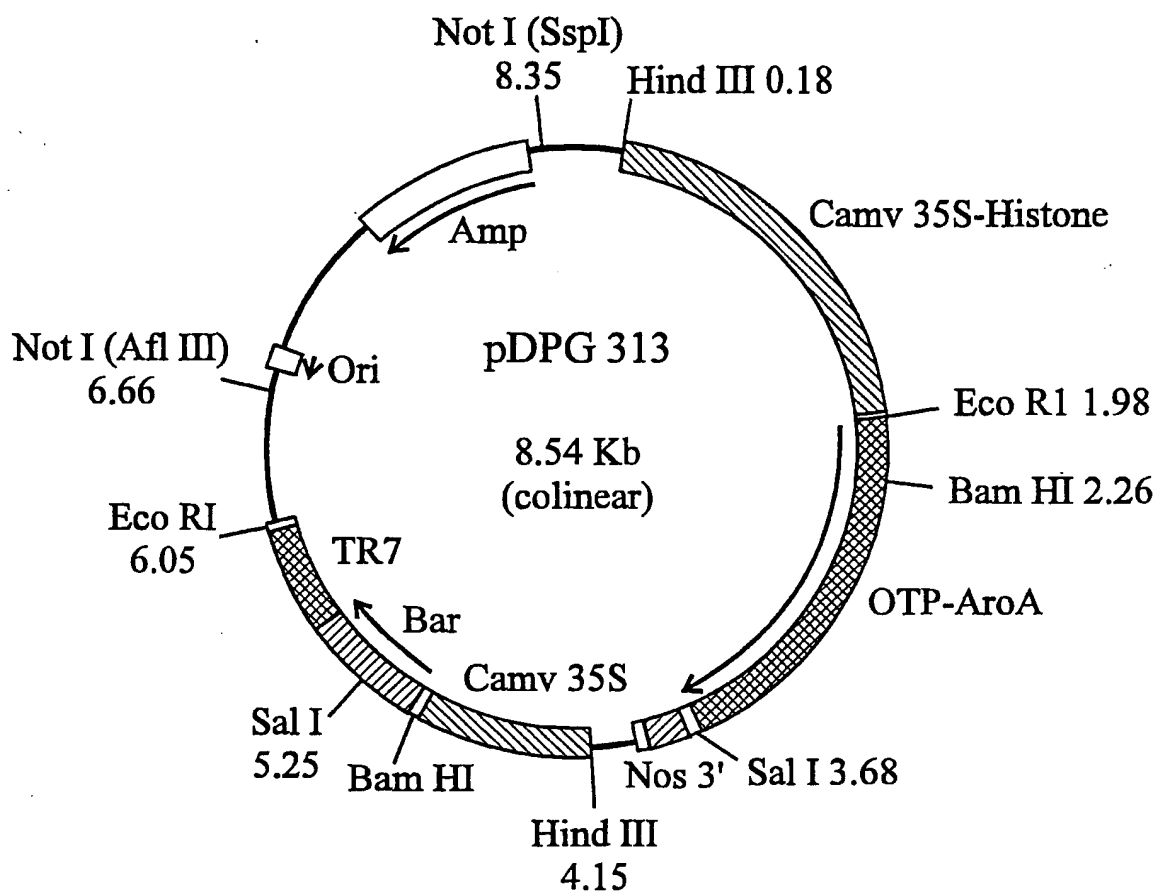 Not I (SspI)
8.35
Hind III 0.18
Camv 35S-Histone
Amp
pDPG 313
Not I (Afl III)
6.66
Ori
Eco R1 1.98
8.54 Kb
(colinear)
Bam HI 2.26
Eco RI
6.05
TR7
OTP-AroA
Bar
Camv 35S
Sal I
5.25
Bam HI
Nos 3'
Sal I 3.68
Hind III
4.15